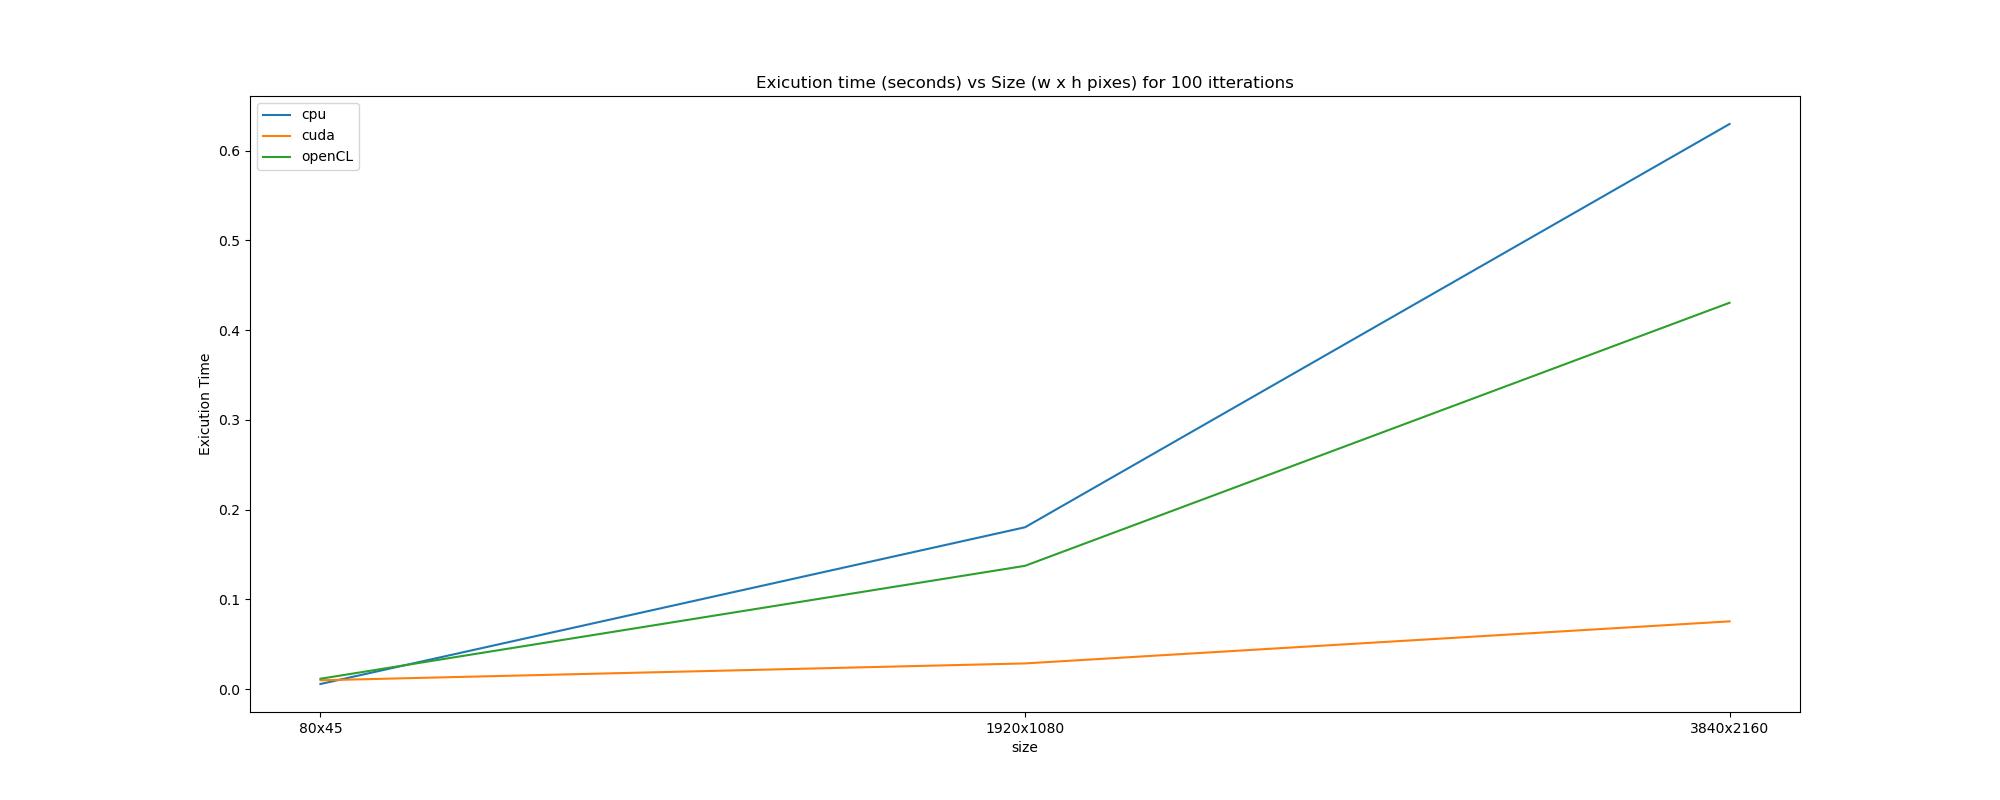 Exicution time (seconds) vs Size (w x h pixes) for 100 itterations
cpu
cuda
openCL
0.6
0.5
0.4
0.3
0.2
0.1
0.0
Exicution Time
80x45
1920x1080
3840x2160
size